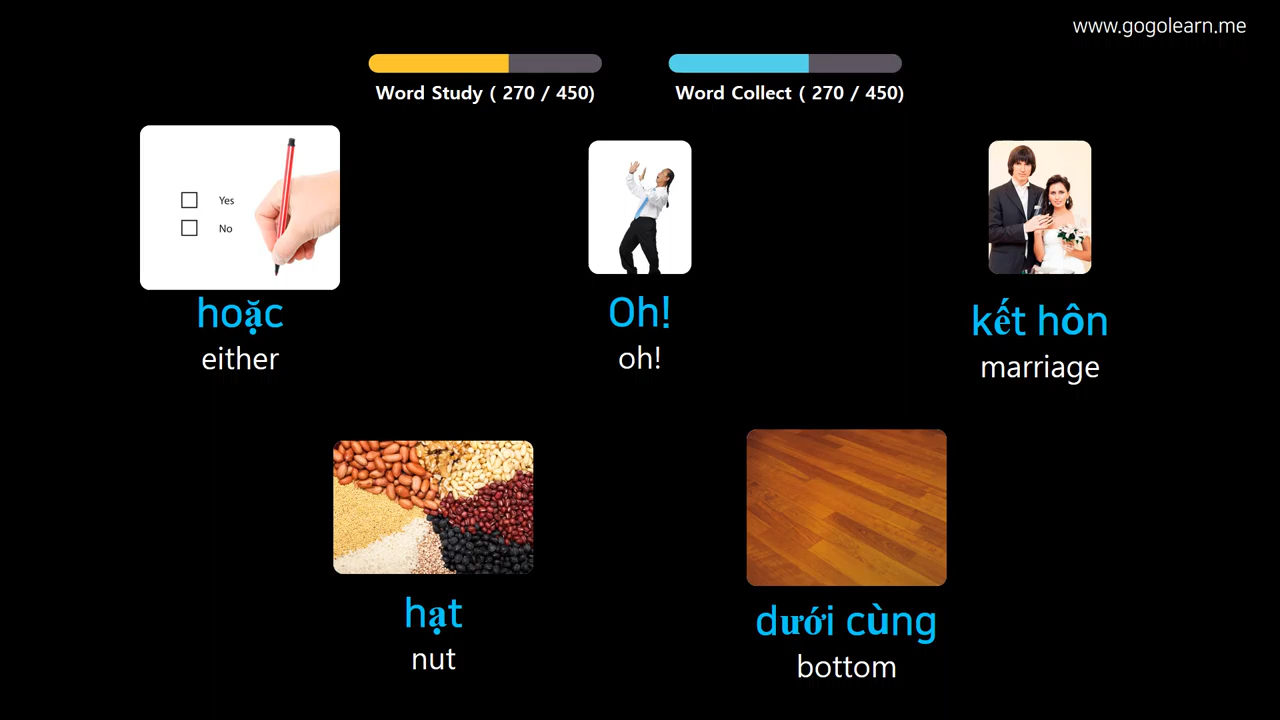 www.gogolearn.me
Word Study ( 270 / 450)
Word Collect ( 270 / 450)
Yes
No
hoặc
either
Oh!
oh!
kết hôn
marriage
hạt
nut
dưới cùng
bottom